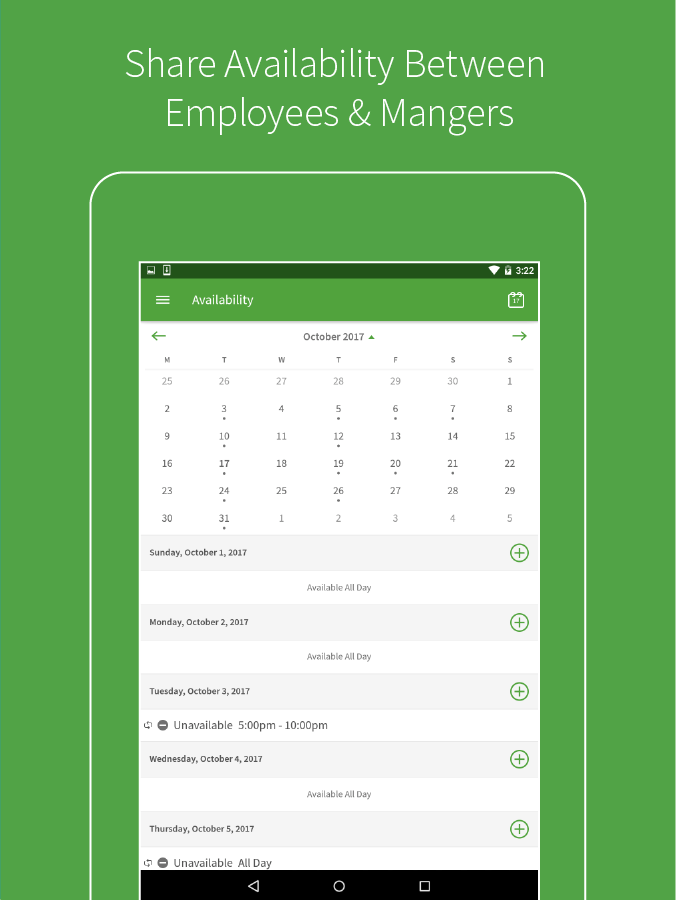 Share Availability Between
Employees & Mangers
3:22
Availability
17
October 2017
M T W T F S S
25 26 27 28 29 30 1
2 3 4 5 6 7 8
9 10 11 12 13 14 15
16 17 18 19 20 21 22
23 24 25 26 27 28 29
30 31 1 2 3 4 5
Sunday, October 1, 2017
Available All Day
Monday, October 2, 2017
Available All Day
Tuesday, October 3, 2017
Unavailable 5:00pm - 10:00pm
Wednesday, October 4, 2017
Available All Day
Thursday, October 5, 2017
Unavailable All Day